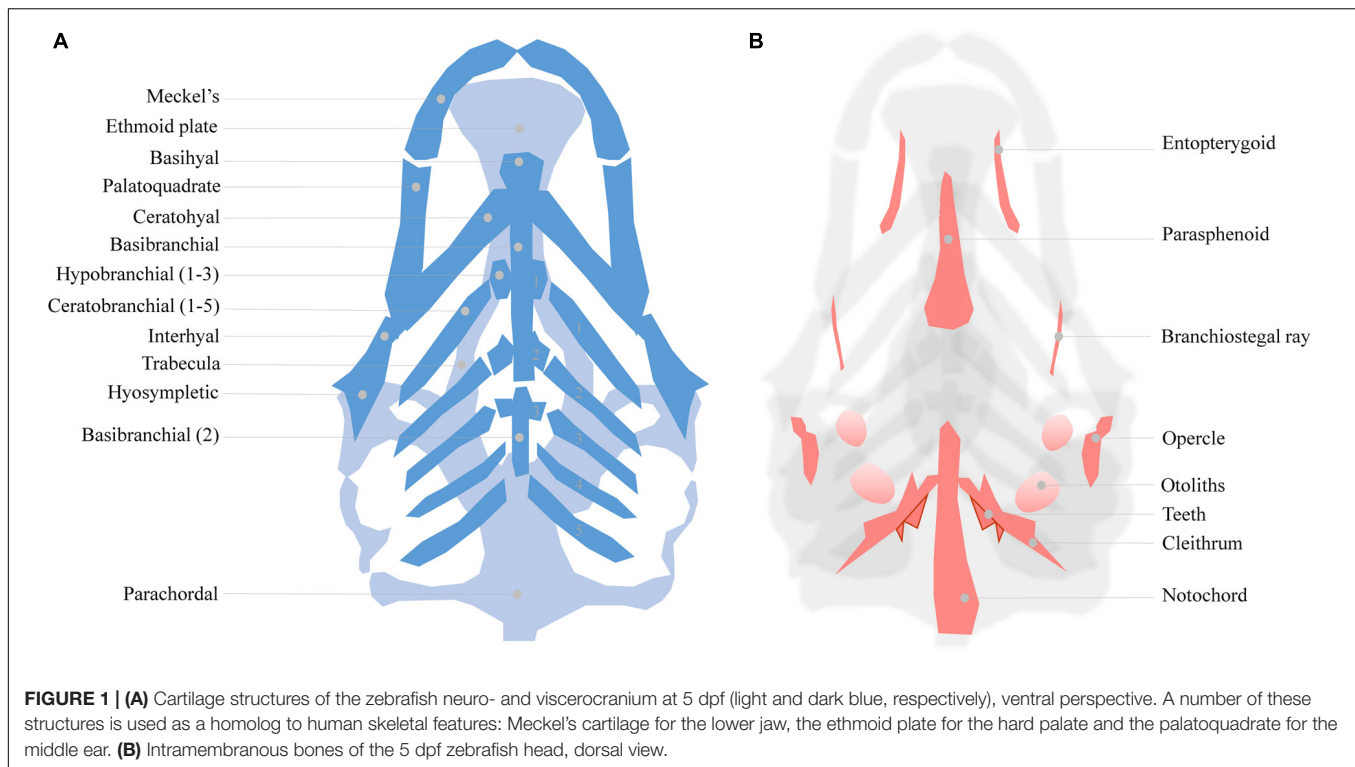 A
Meckel's
Ethmoid plate
Basihyal
Palatoquadrate
Ceratohyal
Basibranchial
Hypobranchial (1-3)
Ceratobranchial (1-5)
Interhyal
Trabecula
Hyosympletic
Basibranchial (2)
Parachordal
1
1
2
2
3
3
4
5
B
Entopterygoid
Parasphenoid
Branchiostegal ray
Opercle
Otoliths
Teeth
Cleithrum
Notochord
FIGURE 1 | (A) Cartilage structures of the zebrafish neuro- and viscerocranium at 5 dpf (light and dark blue, respectively), ventral perspective. A number of these
structures is used as a homolog to human skeletal features: Meckel's cartilage for the lower jaw, the ethmoid plate for the hard palate and the palatoquadrate for the
middle ear. (B) Intramembranous bones of the 5 dpf zebrafish head, dorsal view.